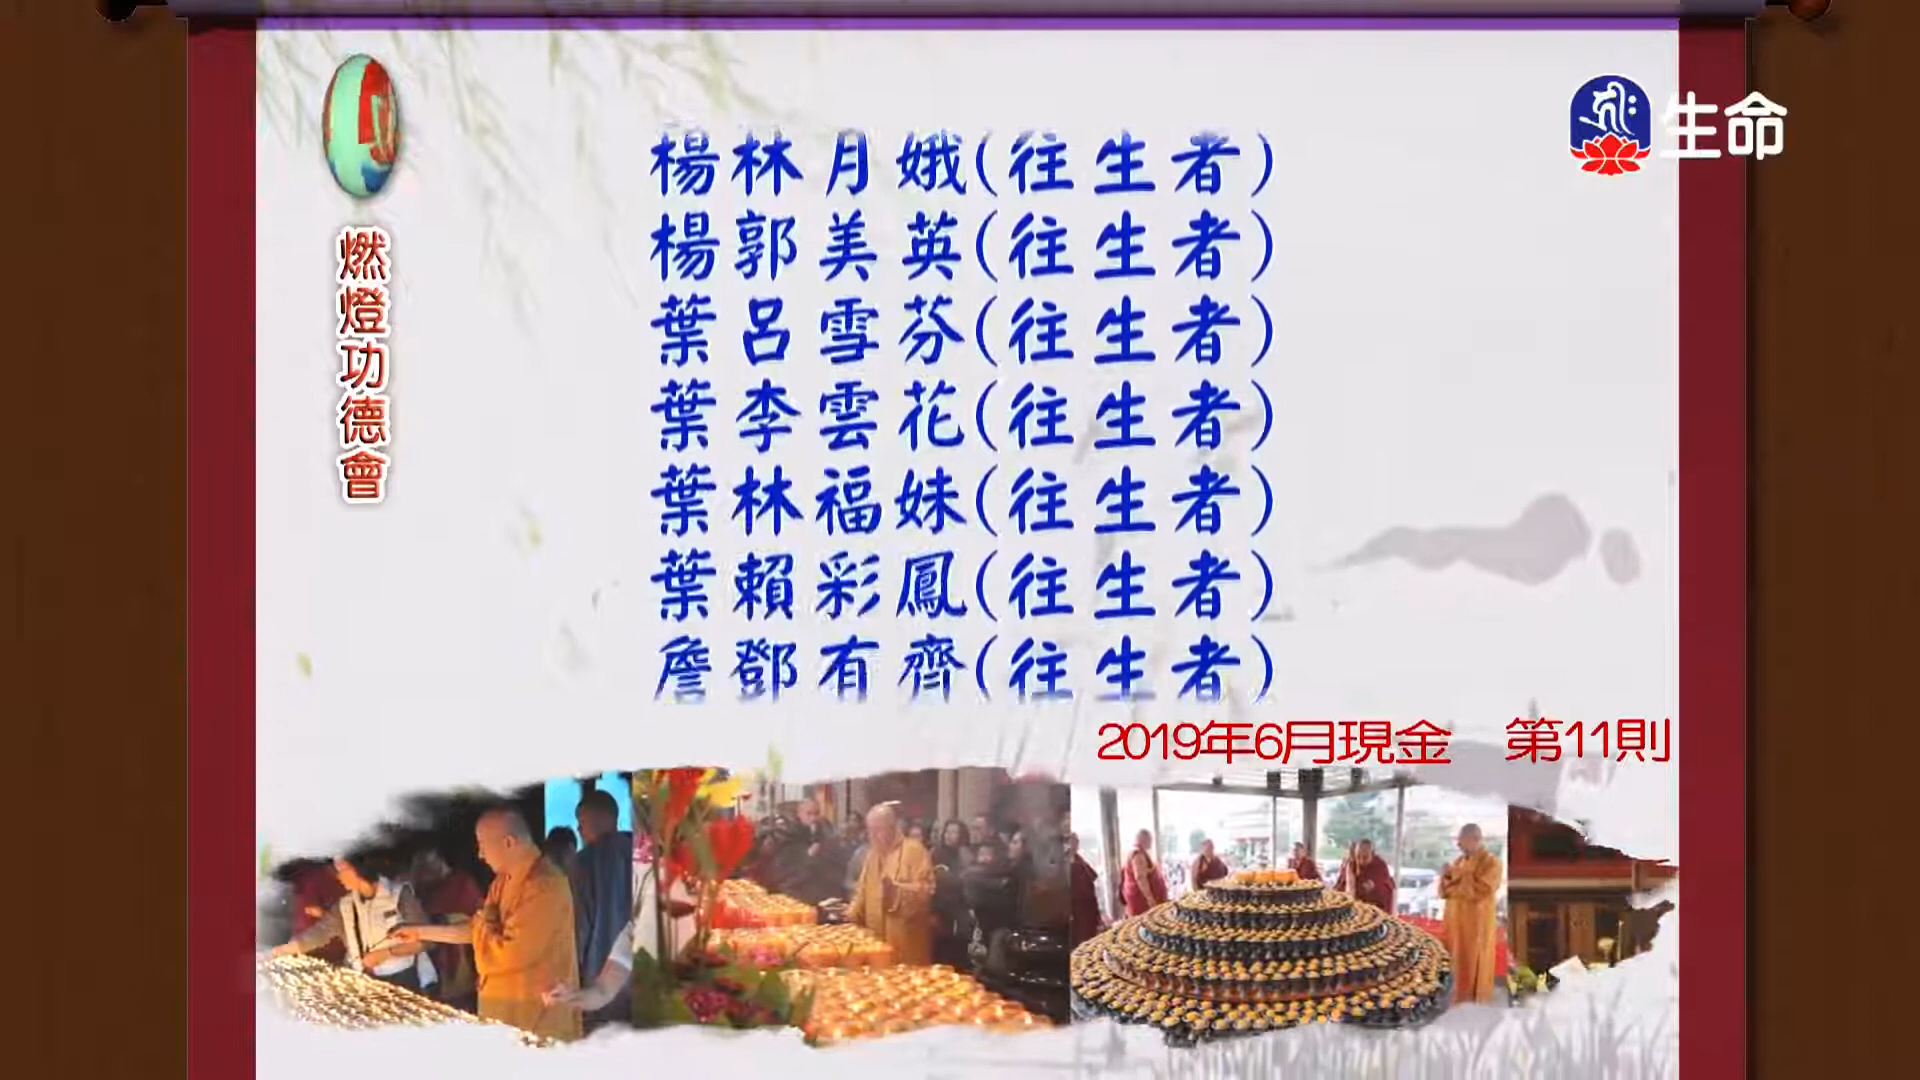 生命
燃燈功德會
楊林月娥(往生者)
楊郭美英(往生者)
葉呂雪芬(往生者)
葉李雲花(往生者)
葉林福妹(往生者)
葉賴彩鳳(往生者)
詹鄧有齊(往生者)
2019年6月現金 第11則